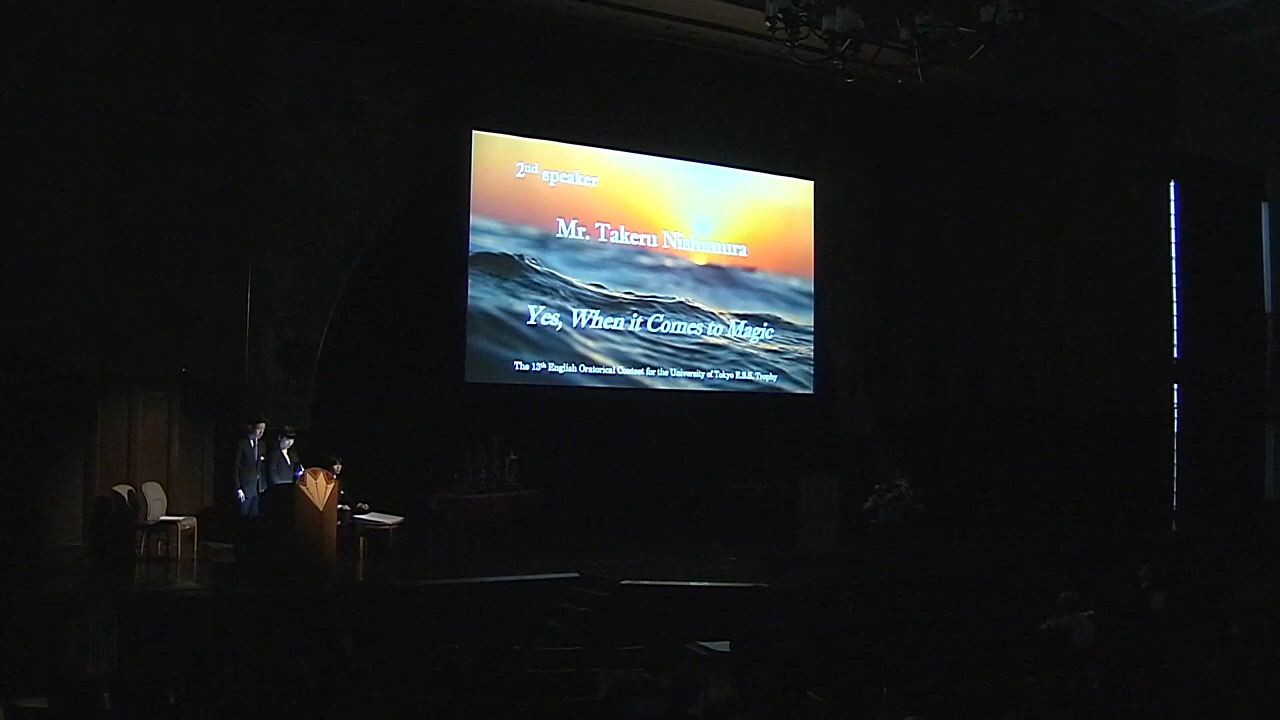 2nd speaker
Mr. Takeru Nishimura
Yes, When it Comes to Magic
The 13th English Oratorical Contest for the University of Tokyo E.S.S. Trophy